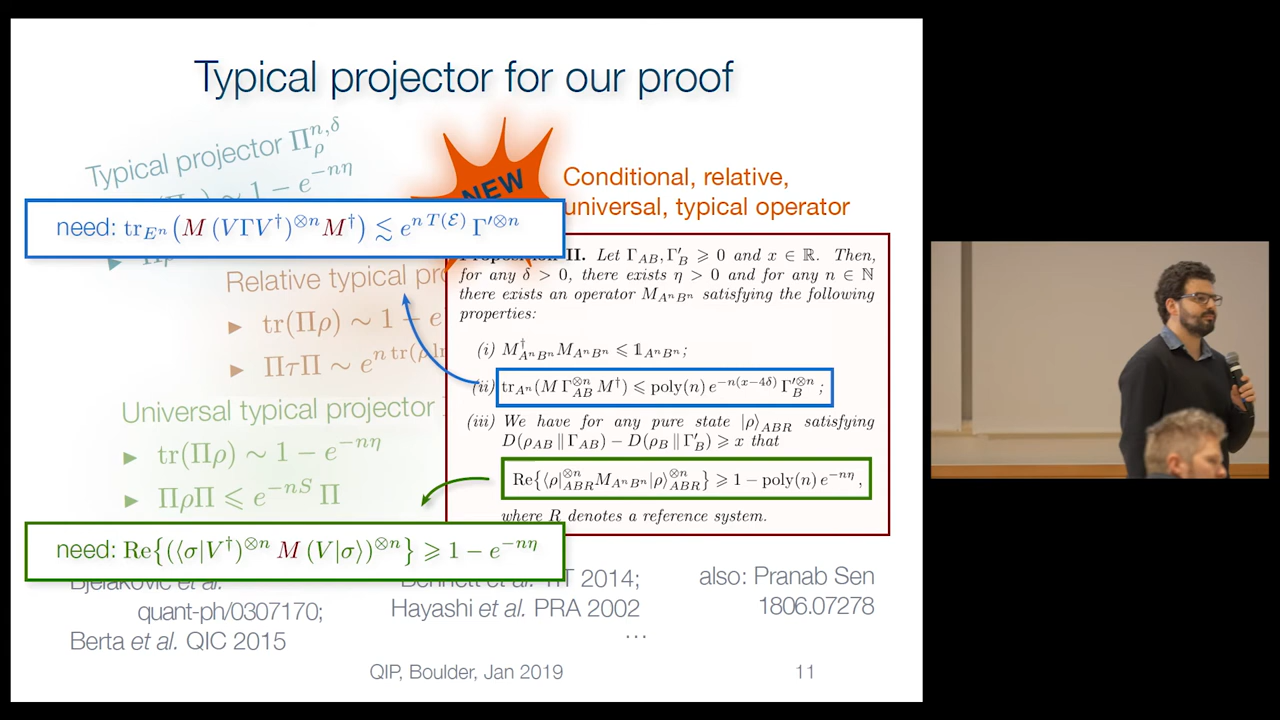 Typical projector for our proof
Typical projector Π_ρ^{n,δ}
~ 1 − e^{−nη}
need: tr_{E^n}(M (VΓV†)^{⊗n} M†) ≲ e^{n T(ℰ)} Γ'^{⊗n}
Relative typical
▶ tr(Πρ) ~ 1 − e
▶ ΠτΠ ~ e^{n tr(ρ ln
Universal typical projector
▶ tr(Πρ) ~ 1 − e^{−nη}
▶ ΠρΠ ⩽ e^{−nS} Π
need: Re{(⟨σ|V†)^{⊗n} M (V|σ⟩)^{⊗n}} ⩾ 1 − e^{−nη}
NEW
Conditional, relative,
universal, typical operator
II. Let Γ_{AB}, Γ'_B ⩾ 0 and x ∈ ℝ. Then,
for any δ > 0, there exists η > 0 and for any n ∈ ℕ
there exists an operator M_{A^nB^n} satisfying the following
properties:
(i) M†_{A^nB^n} M_{A^nB^n} ⩽ 𝟙_{A^nB^n};
(ii) tr_{A^n}(M Γ_{AB}^{⊗n} M†) ⩽ poly(n) e^{−n(x−4δ)} Γ'_B^{⊗n};
(iii) We have for any pure state |ρ⟩_{ABR} satisfying
D(ρ_{AB} ‖ Γ_{AB}) − D(ρ_B ‖ Γ'_B) ⩾ x that
Re{⟨ρ|_{ABR}^{⊗n} M_{A^nB^n} |ρ⟩_{ABR}^{⊗n}} ⩾ 1 − poly(n) e^{−nη},
where R denotes a reference system.
quant-ph/0307170;
Berta et al. QIC 2015
2014;
Hayashi et al. PRA 2002
...
also: Pranab Sen
1806.07278
QIP, Boulder, Jan 2019
11